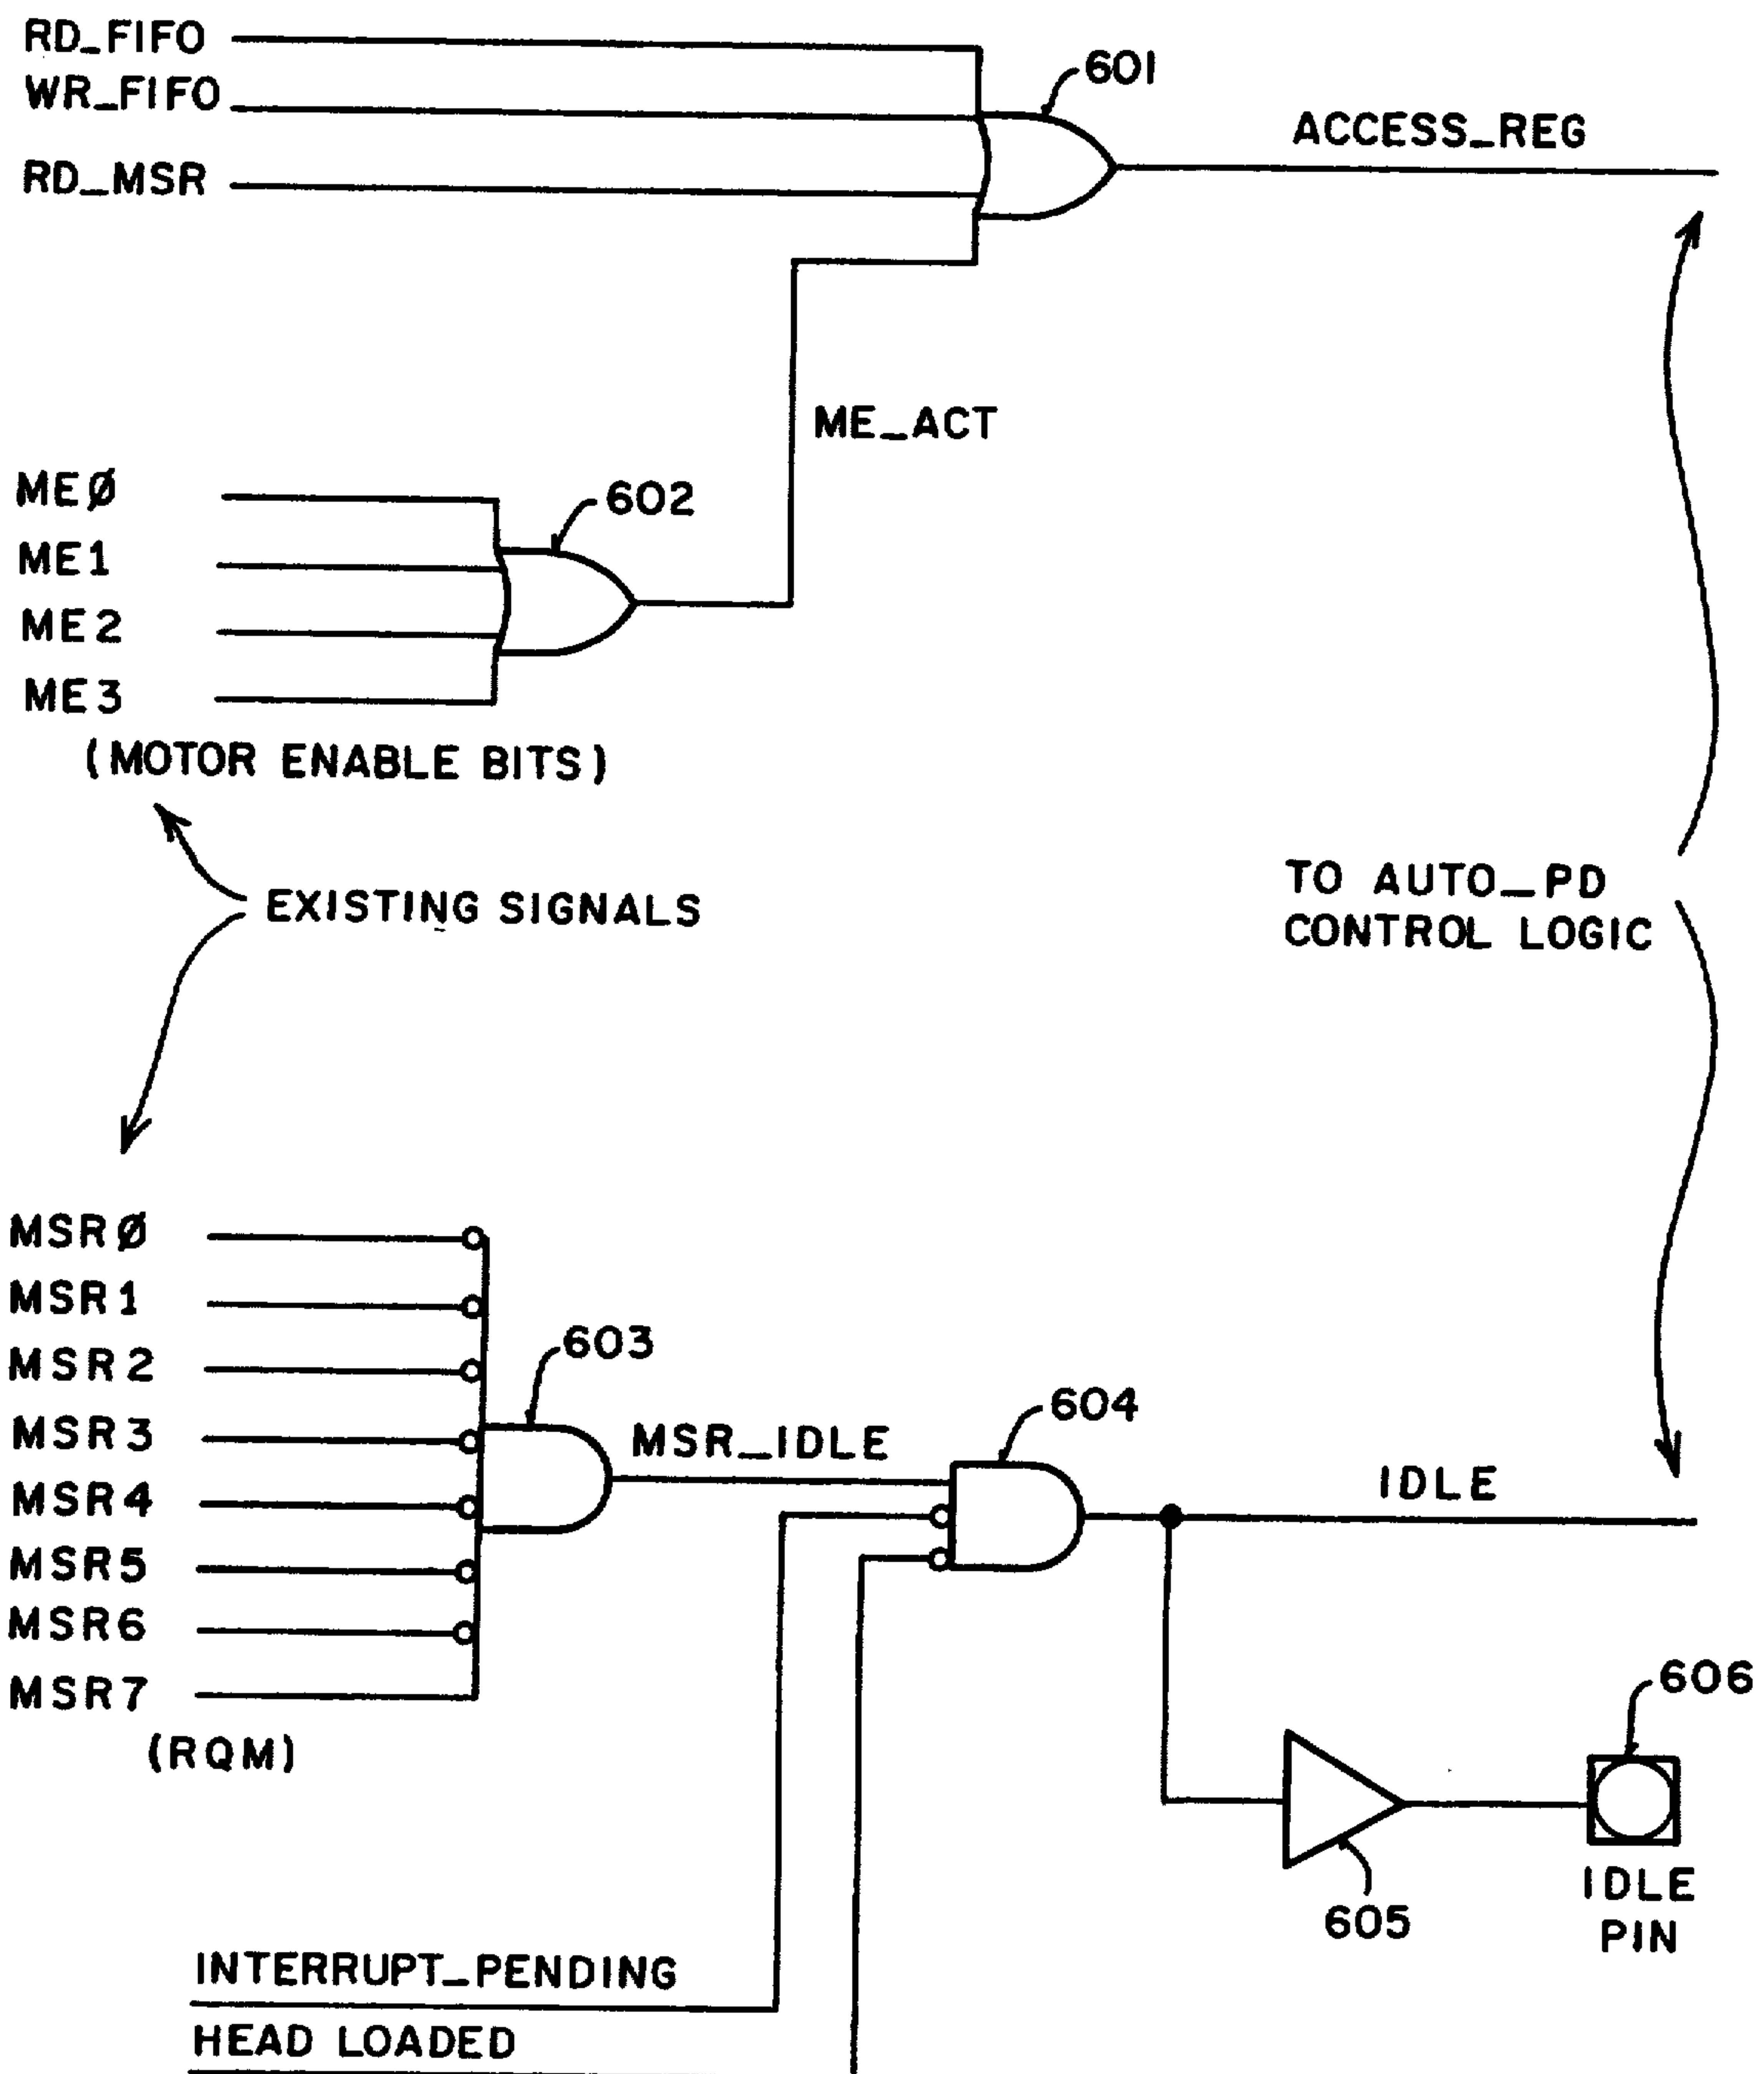 RD_FIFO
601
WR_FIFO
ACCESS_REG
RD_MSR
ME_ACT
MEØ
602
ME1
ME2
ME3
(MOTOR ENABLE BITS)
EXISTING SIGNALS
TO AUTO_PD
CONTROL LOGIC
MSRØ
MSR1
603
MSR2
604
MSR3
MSR_IDLE
IDLE
MSR4
MSR5
MSR6
606
MSR7
(RQM)
605
IDLE
PIN
INTERRUPT_PENDING
HEAD LOADED